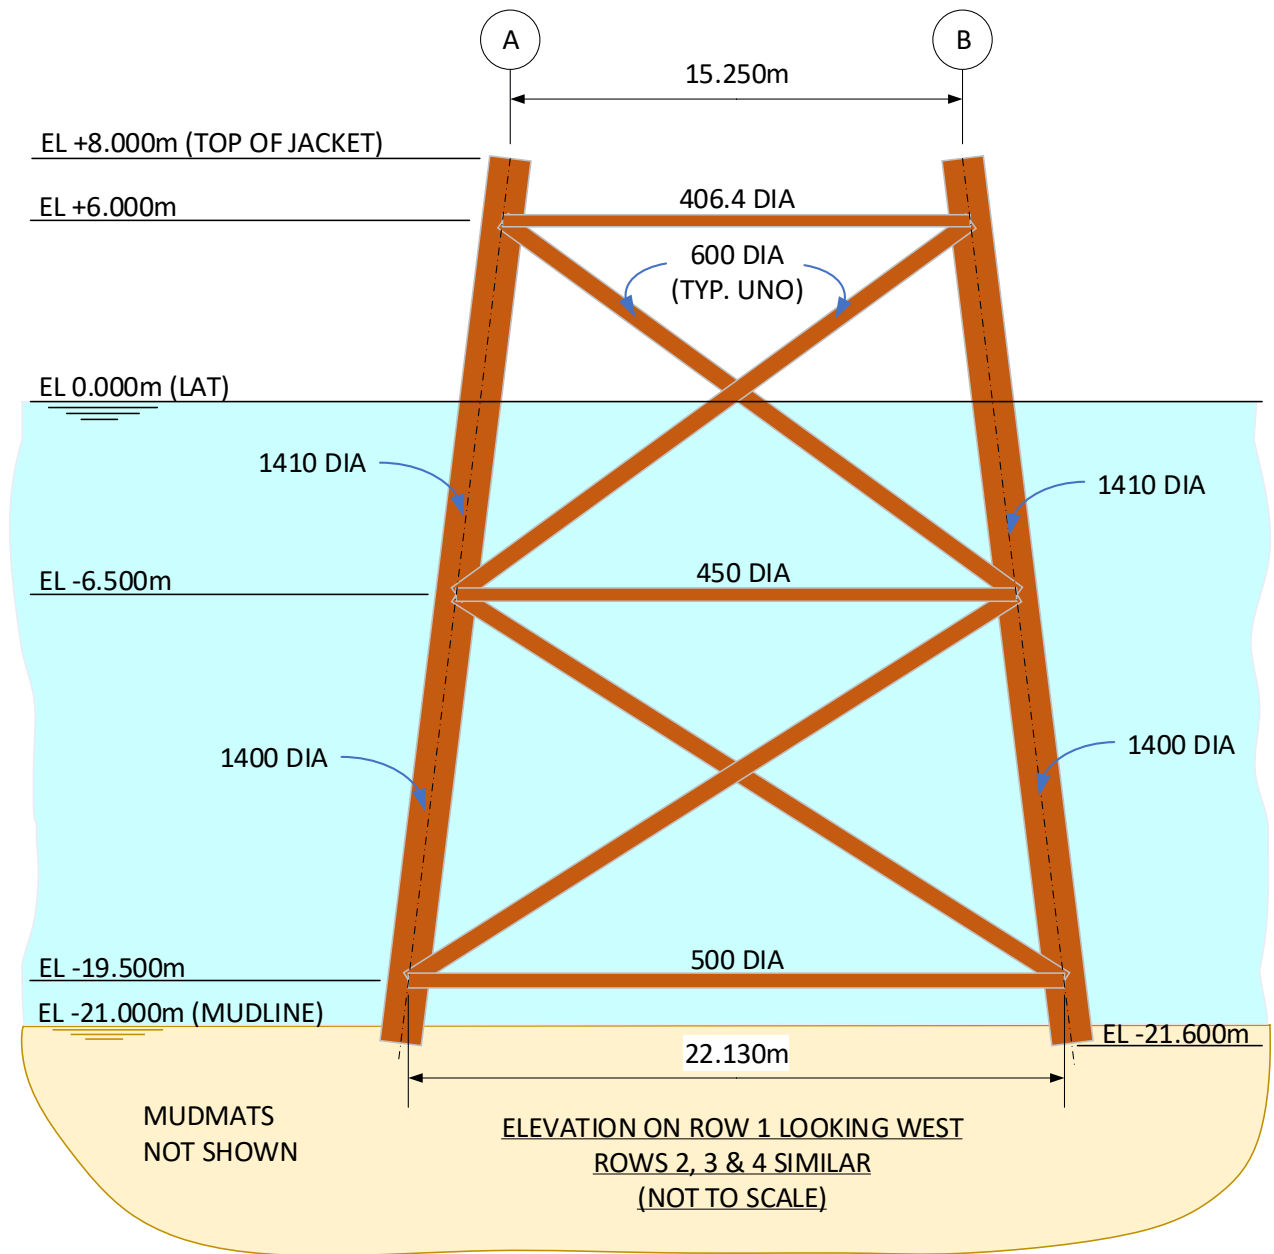 A
B
15.250m
EL +8.000m (TOP OF JACKET)
EL +6.000m
406.4 DIA
600 DIA
(TYP. UNO)
EL 0.000m (LAT)
1410 DIA
1410 DIA
EL -6.500m
450 DIA
1400 DIA
1400 DIA
EL -19.500m
500 DIA
EL -21.000m (MUDLINE)
EL -21.600m
22.130m
MUDMATS
NOT SHOWN
ELEVATION ON ROW 1 LOOKING WEST
ROWS 2, 3 & 4 SIMILAR
(NOT TO SCALE)